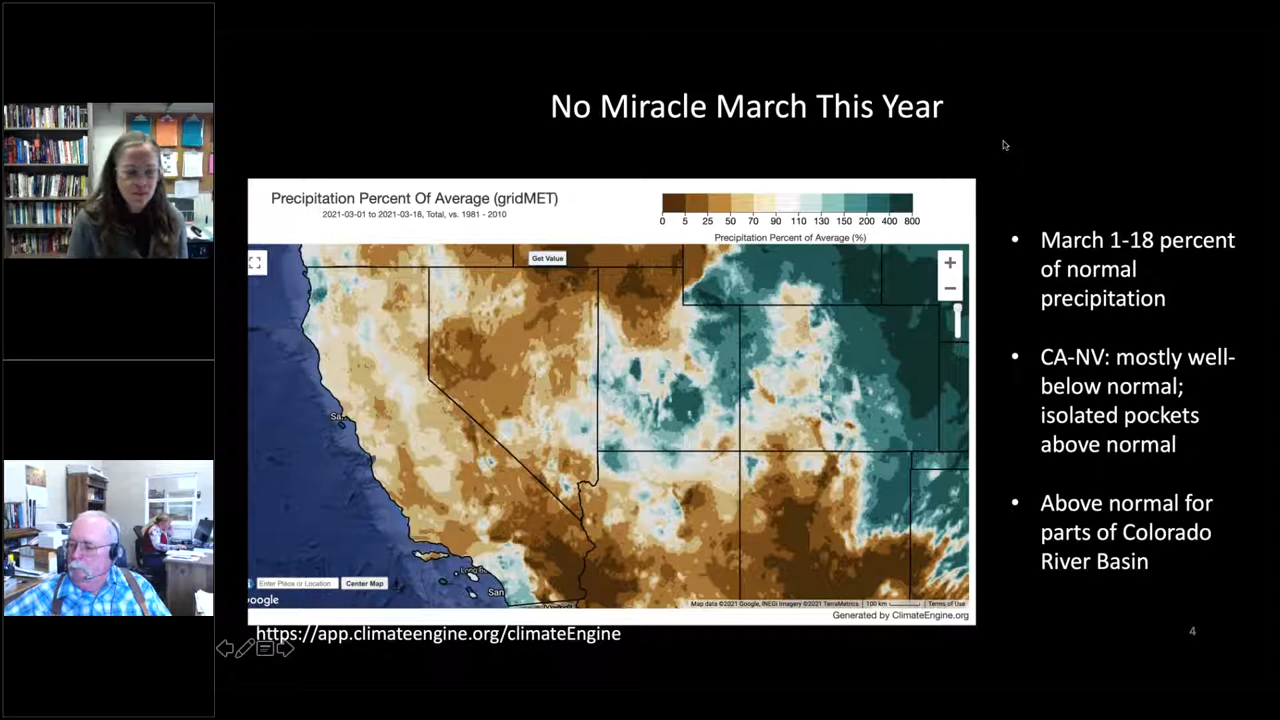 No Miracle March This Year
Precipitation Percent Of Average (gridMET)
2021-03-01 to 2021-03-18, Total, vs. 1981 - 2010
0 5 25 50 70 90 110 130 150 200 400 800
Precipitation Percent of Average (%)
Get Value
+
−
Sa
Long Be
San
Enter Place or Location
Center Map
Google
Map data ©2021 Google, INEGI Imagery ©2021 TerraMetrics
100 km
Terms of Use
Generated by ClimateEngine.org
https://app.climateengine.org/climateEngine
• March 1-18 percent
of normal
precipitation
• CA-NV: mostly well-
below normal;
isolated pockets
above normal
• Above normal for
parts of Colorado
River Basin
4